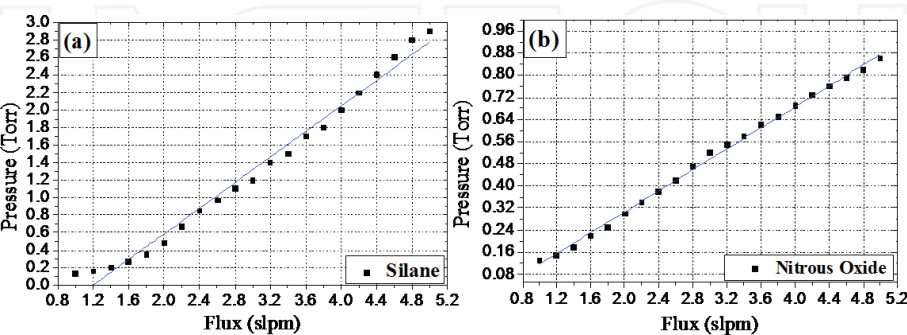 (a)
3.0
2.8
2.6
2.4
2.2
2.0
1.8
1.6
1.4
1.2
1.0
0.8
0.6
0.4
0.2
0.0
Pressure (Torr)
Silane
0.8 1.2 1.6 2.0 2.4 2.8 3.2 3.6 4.0 4.4 4.8 5.2
Flux (slpm)
(b)
0.96
0.88
0.80
0.72
0.64
0.56
0.48
0.40
0.32
0.24
0.16
0.08
Pressure (Torr)
Nitrous Oxide
0.8 1.2 1.6 2.0 2.4 2.8 3.2 3.6 4.0 4.4 4.8 5.2
Flux (slpm)